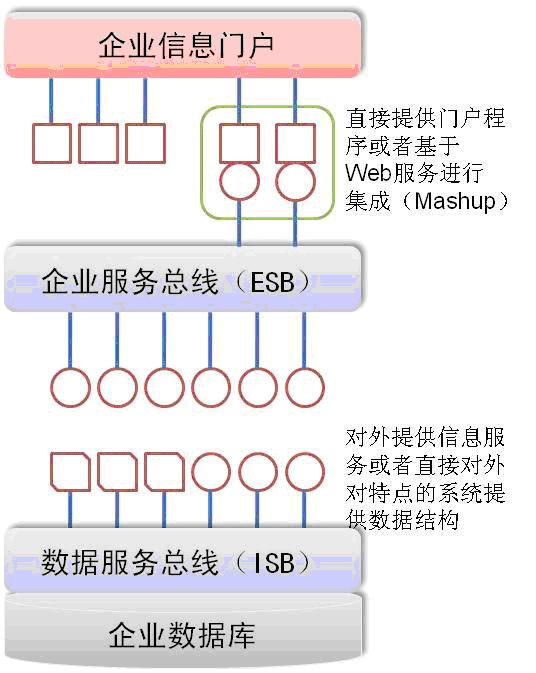 企业信息门户
直接提供门户程
序或者基于
Web服务进行
集成（Mashup）
企业服务总线（ESB）
对外提供信息服
务或者直接对外
对特点的系统提
供数据结构
数据服务总线（ISB）
企业数据库